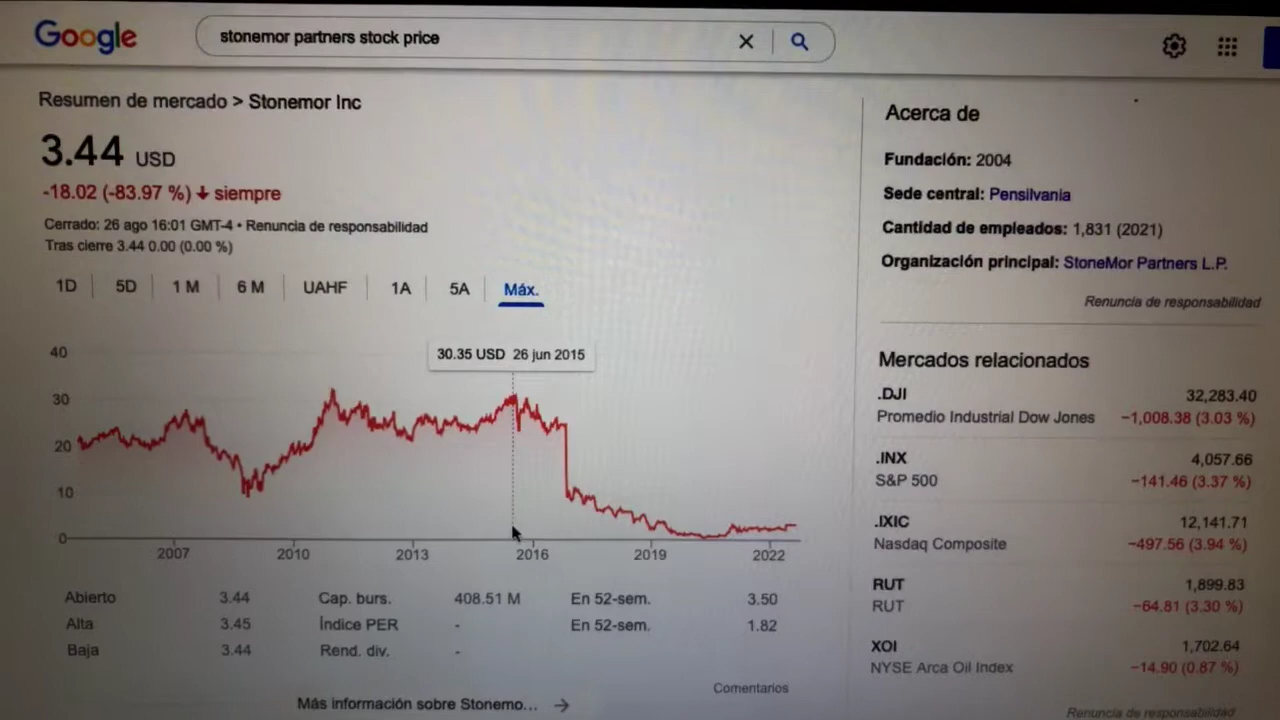 Google
stonemor partners stock price
Resumen de mercado > Stonemor Inc
3.44 USD
-18.02 (-83.97 %) ↓ siempre
Cerrado: 26 ago 16:01 GMT-4 • Renuncia de responsabilidad
Tras cierre 3.44 0.00 (0.00 %)
1D 5D 1 M 6 M UAHF 1A 5A Máx.
30.35 USD 26 jun 2015
40
30
20
10
0
2007 2010 2013 2016 2019 2022
Abierto 3.44 Cap. burs. 408.51 M En 52-sem. 3.50
Alta 3.45 Índice PER - En 52-sem. 1.82
Baja 3.44 Rend. div. -
Comentarios
Más información sobre Stonemo... →
Acerca de
Fundación: 2004
Sede central: Pensilvania
Cantidad de empleados: 1,831 (2021)
Organización principal: StoneMor Partners L.P.
Renuncia de responsabilidad
Mercados relacionados
.DJI 32,283.40
Promedio Industrial Dow Jones −1,008.38 (3.03 %)
.INX 4,057.66
S&P 500 −141.46 (3.37 %)
.IXIC 12,141.71
Nasdaq Composite −497.56 (3.94 %)
RUT 1,899.83
RUT −64.81 (3.30 %)
XOI 1,702.64
NYSE Arca Oil Index −14.90 (0.87 %)
Renuncia de responsabilidad